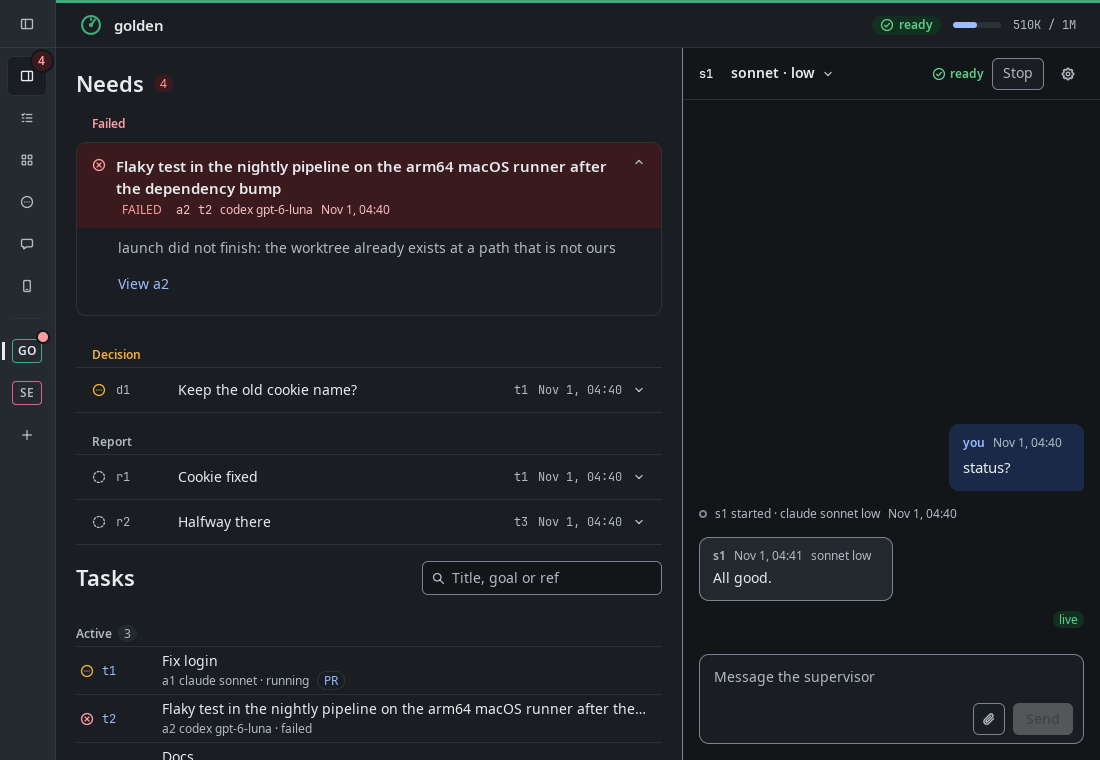 golden
ready
510K / 1M
4
GO
SE
Needs 4
Failed
Flaky test in the nightly pipeline on the arm64 macOS runner after
the dependency bump
FAILED a2 t2 codex gpt-6-luna Nov 1, 04:40
launch did not finish: the worktree already exists at a path that is not ours
View a2
Decision
d1 Keep the old cookie name? t1 Nov 1, 04:40
Report
r1 Cookie fixed t1 Nov 1, 04:40
r2 Halfway there t3 Nov 1, 04:40
Tasks
Title, goal or ref
Active 3
t1 Fix login
a1 claude sonnet · running PR
t2 Flaky test in the nightly pipeline on the arm64 macOS runner after the…
a2 codex gpt-6-luna · failed
Docs
s1 sonnet · low
ready
Stop
you Nov 1, 04:40
status?
s1 started · claude sonnet low Nov 1, 04:40
s1 Nov 1, 04:41 sonnet low
All good.
live
Message the supervisor
Send